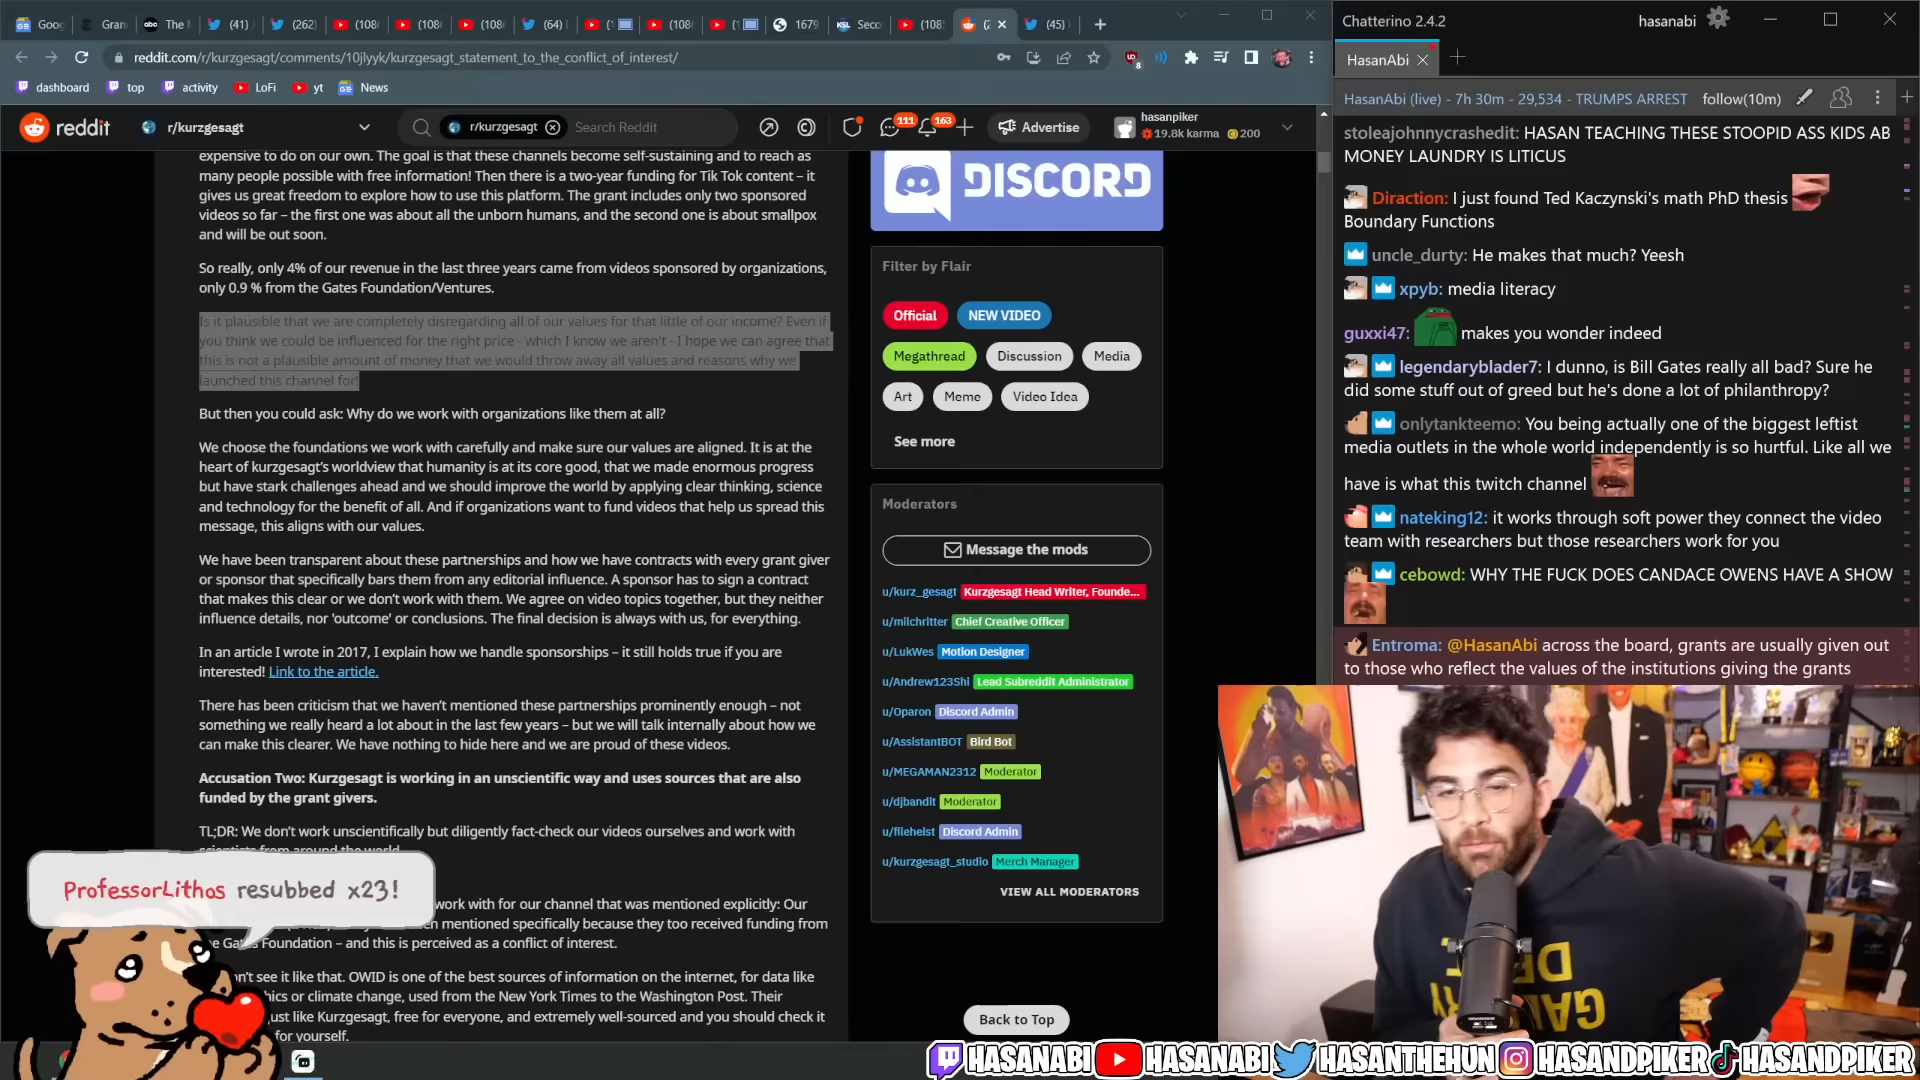 Goog
Gran
The M
(41)
(262)
(108
(108
(108
(64)
(1
(108
(1
1679
Seco
(108
(2
(45)
reddit.com/r/kurzgesagt/comments/10jlyyk/kurzgesagt_statement_to_the_conflict_of_interest/
8
dashboard
top
activity
LoFi
yt
News
reddit
r/kurzgesagt
r/kurzgesagt
Search Reddit
111
163
Advertise
hasanpiker
19.8k karma
200
expensive to do on our own. The goal is that these channels become self-sustaining and to reach as
many people possible with free information! Then there is a two-year funding for Tik Tok content – it
gives us great freedom to explore how to use this platform. The grant includes only two sponsored
videos so far – the first one was about all the unborn humans, and the second one is about smallpox
and will be out soon.
So really, only 4% of our revenue in the last three years came from videos sponsored by organizations,
only 0.9 % from the Gates Foundation/Ventures.
Is it plausible that we are completely disregarding all of our values for that little of our income? Even if
you think we could be influenced for the right price - which I know we aren't - I hope we can agree that
this is not a plausible amount of money that we would throw away all values and reasons why we
launched this channel for!
But then you could ask: Why do we work with organizations like them at all?
We choose the foundations we work with carefully and make sure our values are aligned. It is at the
heart of kurzgesagt's worldview that humanity is at its core good, that we made enormous progress
but have stark challenges ahead and we should improve the world by applying clear thinking, science
and technology for the benefit of all. And if organizations want to fund videos that help us spread this
message, this aligns with our values.
We have been transparent about these partnerships and how we have contracts with every grant giver
or sponsor that specifically bars them from any editorial influence. A sponsor has to sign a contract
that makes this clear or we don't work with them. We agree on video topics together, but they neither
influence details, nor 'outcome' or conclusions. The final decision is always with us, for everything.
In an article I wrote in 2017, I explain how we handle sponsorships – it still holds true if you are
interested! Link to the article.
There has been criticism that we haven't mentioned these partnerships prominently enough – not
something we really heard a lot about in the last few years – but we will talk internally about how we
can make this clearer. We have nothing to hide here and we are proud of these videos.
Accusation Two: Kurzgesagt is working in an unscientific way and uses sources that are also
funded by the grant givers.
TL;DR: We don't work unscientifically but diligently fact-check our videos ourselves and work with
scientists from around the world.
work with for our channel that was mentioned explicitly: Our
en mentioned specifically because they too received funding from
e Gates Foundation – and this is perceived as a conflict of interest.
n't see it like that. OWID is one of the best sources of information on the internet, for data like
hics or climate change, used from the New York Times to the Washington Post. Their
just like Kurzgesagt, free for everyone, and extremely well-sourced and you should check it
for yourself.
ProfessorLithos resubbed x23!
DISCORD
Filter by Flair
Official
NEW VIDEO
Megathread
Discussion
Media
Art
Meme
Video Idea
See more
Moderators
Message the mods
u/kurz_gesagt Kurzgesagt Head Writer, Founde...
u/milchritter Chief Creative Officer
u/LukWes Motion Designer
u/Andrew123Shi Lead Subreddit Administrator
u/Oparon Discord Admin
u/AssistantBOT Bird Bot
u/MEGAMAN2312 Moderator
u/djbandit Moderator
u/fileheist Discord Admin
u/kurzgesagt_studio Merch Manager
VIEW ALL MODERATORS
Back to Top
Chatterino 2.4.2
hasanabi
HasanAbi
HasanAbi (live) - 7h 30m - 29,534 - TRUMPS ARREST
follow(10m)
stoleajohnnycrashedit: HASAN TEACHING THESE STOOPID ASS KIDS AB
MONEY LAUNDRY IS LITICUS
Diraction: I just found Ted Kaczynski's math PhD thesis
Boundary Functions
uncle_durty: He makes that much? Yeesh
xpyb: media literacy
guxxi47: makes you wonder indeed
legendaryblader7: I dunno, is Bill Gates really all bad? Sure he
did some stuff out of greed but he's done a lot of philanthropy?
onlytankteemo: You being actually one of the biggest leftist
media outlets in the whole world independently is so hurtful. Like all we
have is what this twitch channel
nateking12: it works through soft power they connect the video
team with researchers but those researchers work for you
cebowd: WHY THE FUCK DOES CANDACE OWENS HAVE A SHOW
Entroma: @HasanAbi across the board, grants are usually given out
to those who reflect the values of the institutions giving the grants
GALLERY
DEPT
HASANABI
HASANABI
HASANTHEHUN
HASANDPIKER
HASANDPIKER